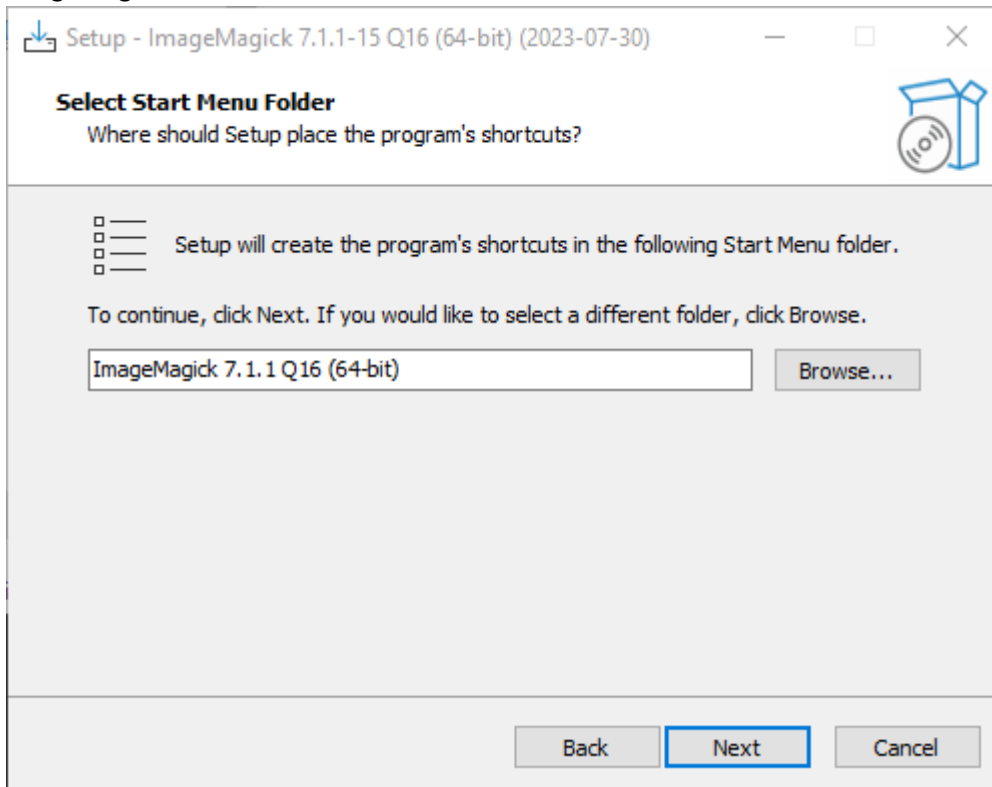 Setup - ImageMagick 7.1.1-15 Q16 (64-bit) (2023-07-30)
Select Start Menu Folder
Where should Setup place the program's shortcuts?
Setup will create the program's shortcuts in the following Start Menu folder.
To continue, click Next. If you would like to select a different folder, click Browse.
ImageMagick 7.1.1 Q16 (64-bit)
Browse...
Back
Next
Cancel